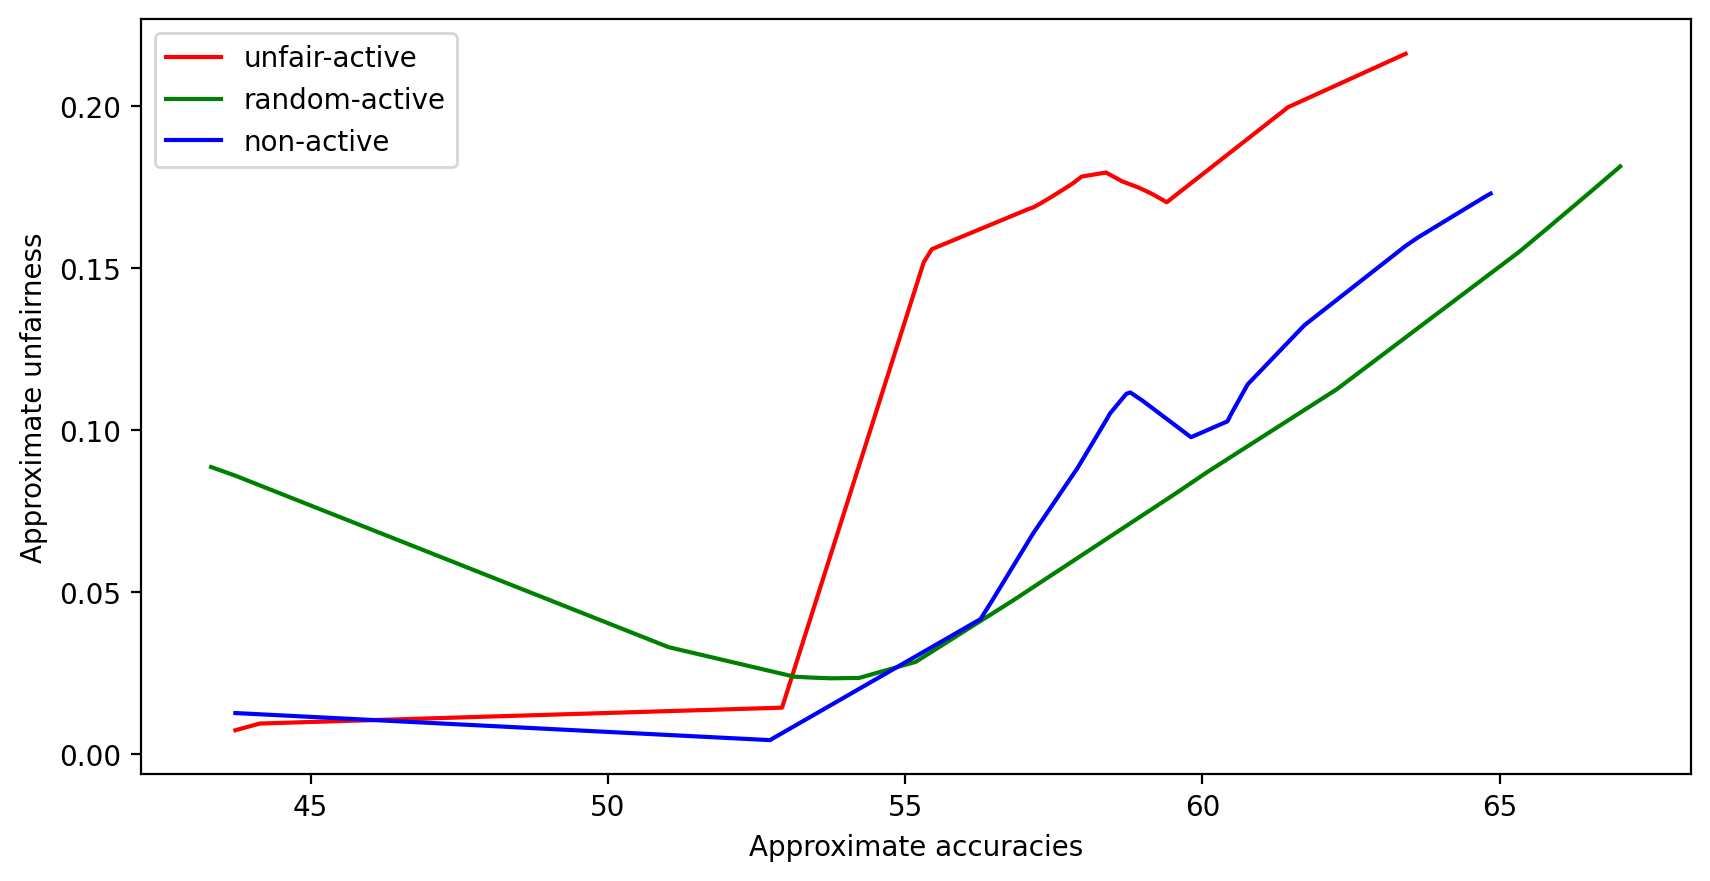 unfair-active
random-active
non-active
0.20
0.15
0.10
0.05
0.00
Approximate unfairness
45 50 55 60 65
Approximate accuracies